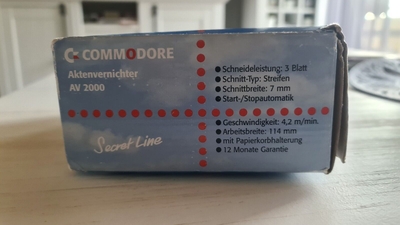 COMMODORE
Aktenvernichter
AV 2000
Secret Line
• Schneideleistung: 3 Blatt
• Schnitt-Typ: Streifen
• Schnittbreite: 7 mm
• Start-/Stopautomatik
• Geschwindigkeit: 4,2 m/min.
• Arbeitsbreite: 114 mm
• mit Papierkorbhalterung
• 12 Monate Garantie